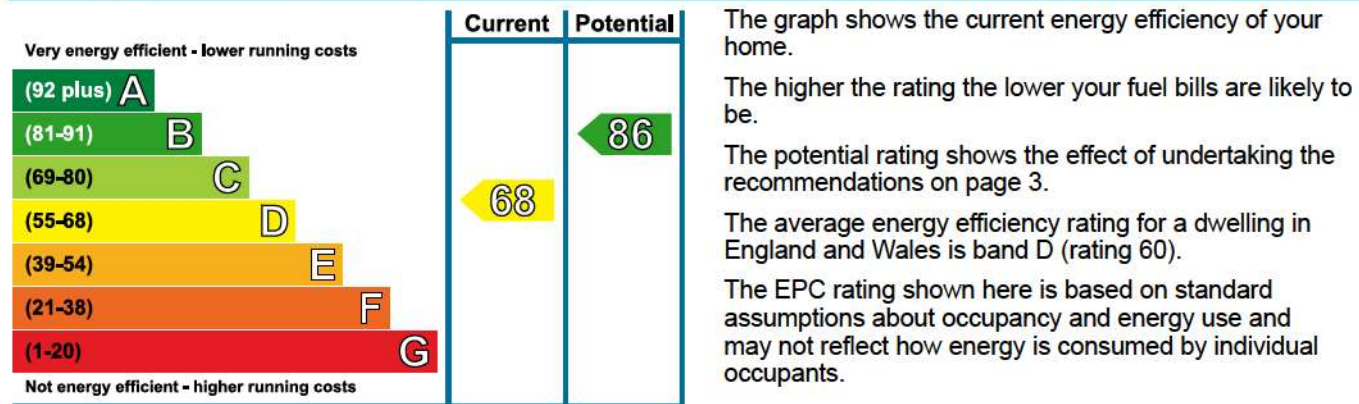 Current Potential
Very energy efficient - lower running costs
(92 plus) A
(81-91) B
86
(69-80) C
68
(55-68) D
(39-54) E
(21-38) F
(1-20) G
Not energy efficient - higher running costs
The graph shows the current energy efficiency of your
home.
The higher the rating the lower your fuel bills are likely to
be.
The potential rating shows the effect of undertaking the
recommendations on page 3.
The average energy efficiency rating for a dwelling in
England and Wales is band D (rating 60).
The EPC rating shown here is based on standard
assumptions about occupancy and energy use and
may not reflect how energy is consumed by individual
occupants.